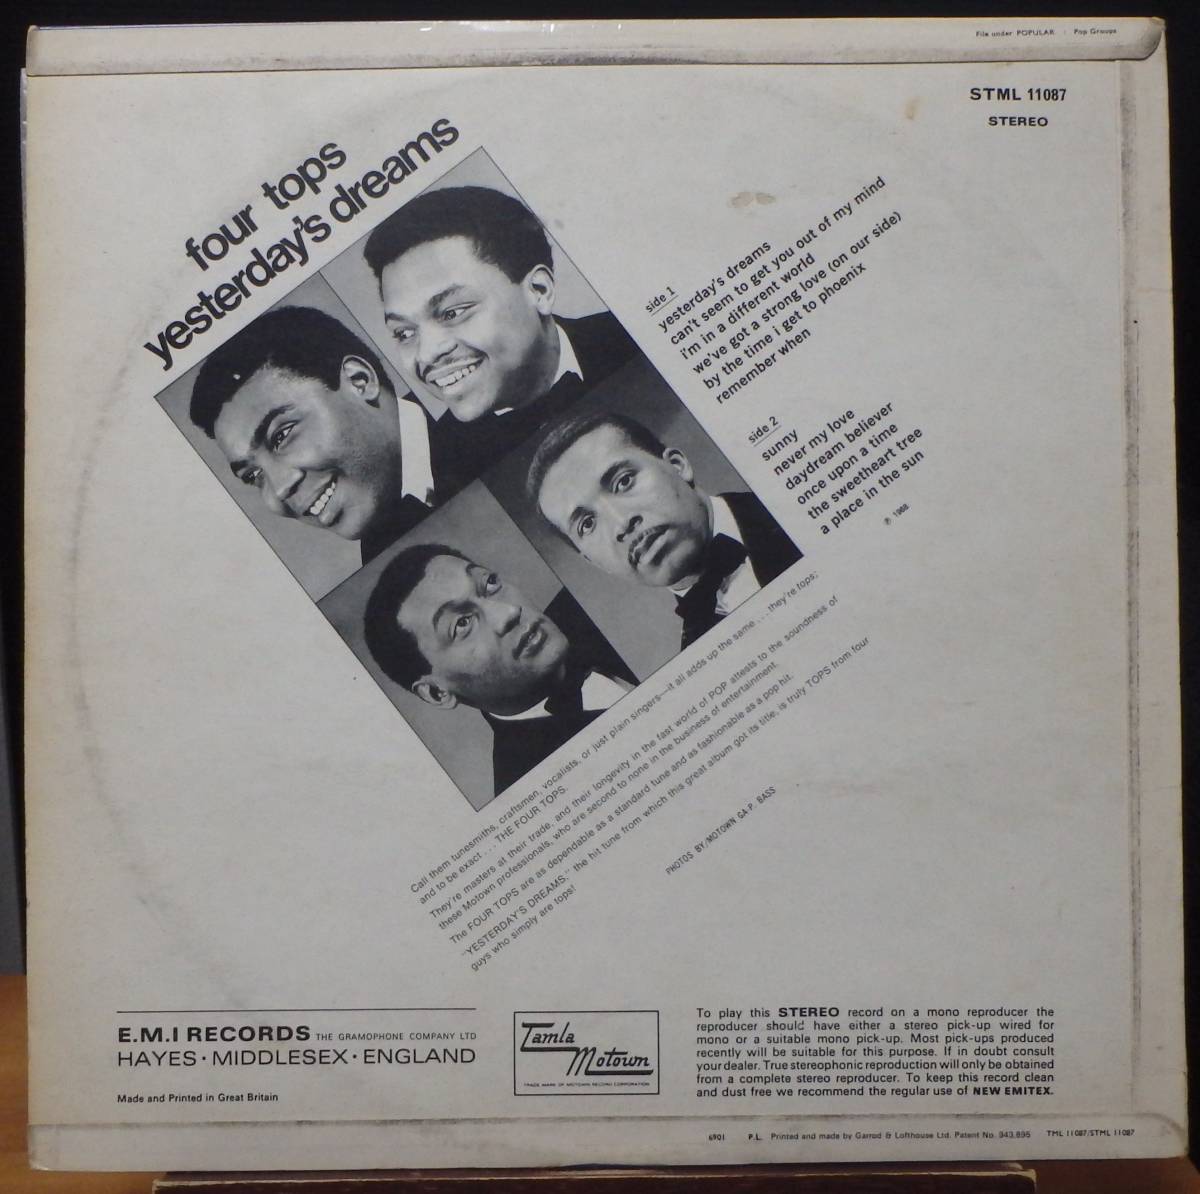 File under POPULAR : Pop Groups
STML 11087
STEREO
four tops
yesterday's dreams
side 1
yesterday's dreams
can't seem to get you out of my mind
i'm in a different world
we've got a strong love (on our side)
by the time i get to phoenix
remember when
side 2
sunny
never my love
daydream believer
once upon a time
the sweetheart tree
a place in the sun
℗ 1968
Call them tunesmiths, craftsmen, vocalists, or just plain singers—it all adds up the same . . . they're tops;
and to be exact . . . THE FOUR TOPS.
They're masters at their trade, and their longevity in the fast world of POP attests to the soundness of
these Motown professionals, who are second to none in the business of entertainment.
The FOUR TOPS are as dependable as a standard tune and as fashionable as a pop hit.
"YESTERDAY'S DREAMS," the hit tune from which this great album got its title, is truly TOPS from four
guys who simply are tops!
PHOTOS BY/MOTOWN GA P. BASS
E.M.I RECORDS THE GRAMOPHONE COMPANY LTD
HAYES · MIDDLESEX · ENGLAND
Made and Printed in Great Britain
Tamla
Motown
TRADE MARK OF MOTOWN RECORD CORPORATION
To play this STEREO record on a mono reproducer the
reproducer should have either a stereo pick-up wired for
mono or a suitable mono pick-up. Most pick-ups produced
recently will be suitable for this purpose. If in doubt consult
your dealer. True stereophonic reproduction will only be obtained
from a complete stereo reproducer. To keep this record clean
and dust free we recommend the regular use of NEW EMITEX.
6901 P.L. Printed and made by Garrod & Lofthouse Ltd. Patent No. 943,895 TML 11087/STML 11087